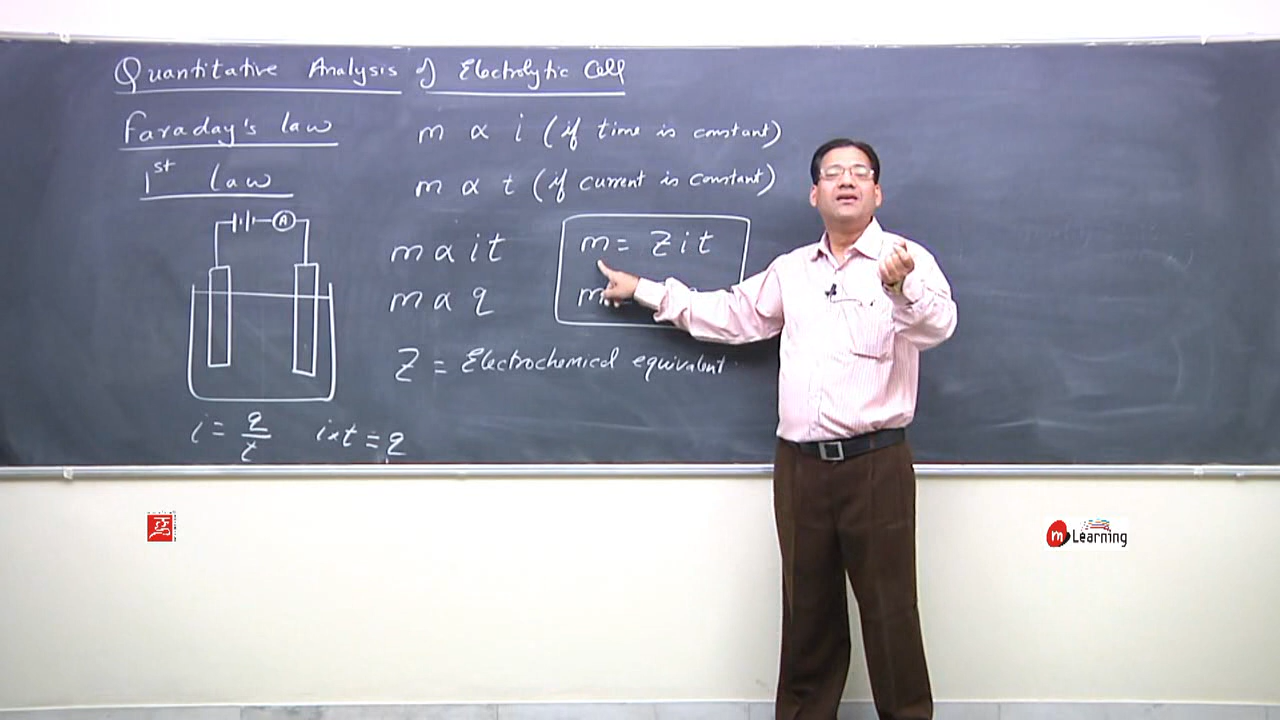 Quantitative Analysis of Electrolytic Cell
Faraday's law
1st law
m ∝ i (if time is constant)
m ∝ t (if current is constant)
A
m ∝ it
m ∝ q
m = Zit
m
Z = Electrochemical equivalent
i = q/t
i×t = q
m Learning